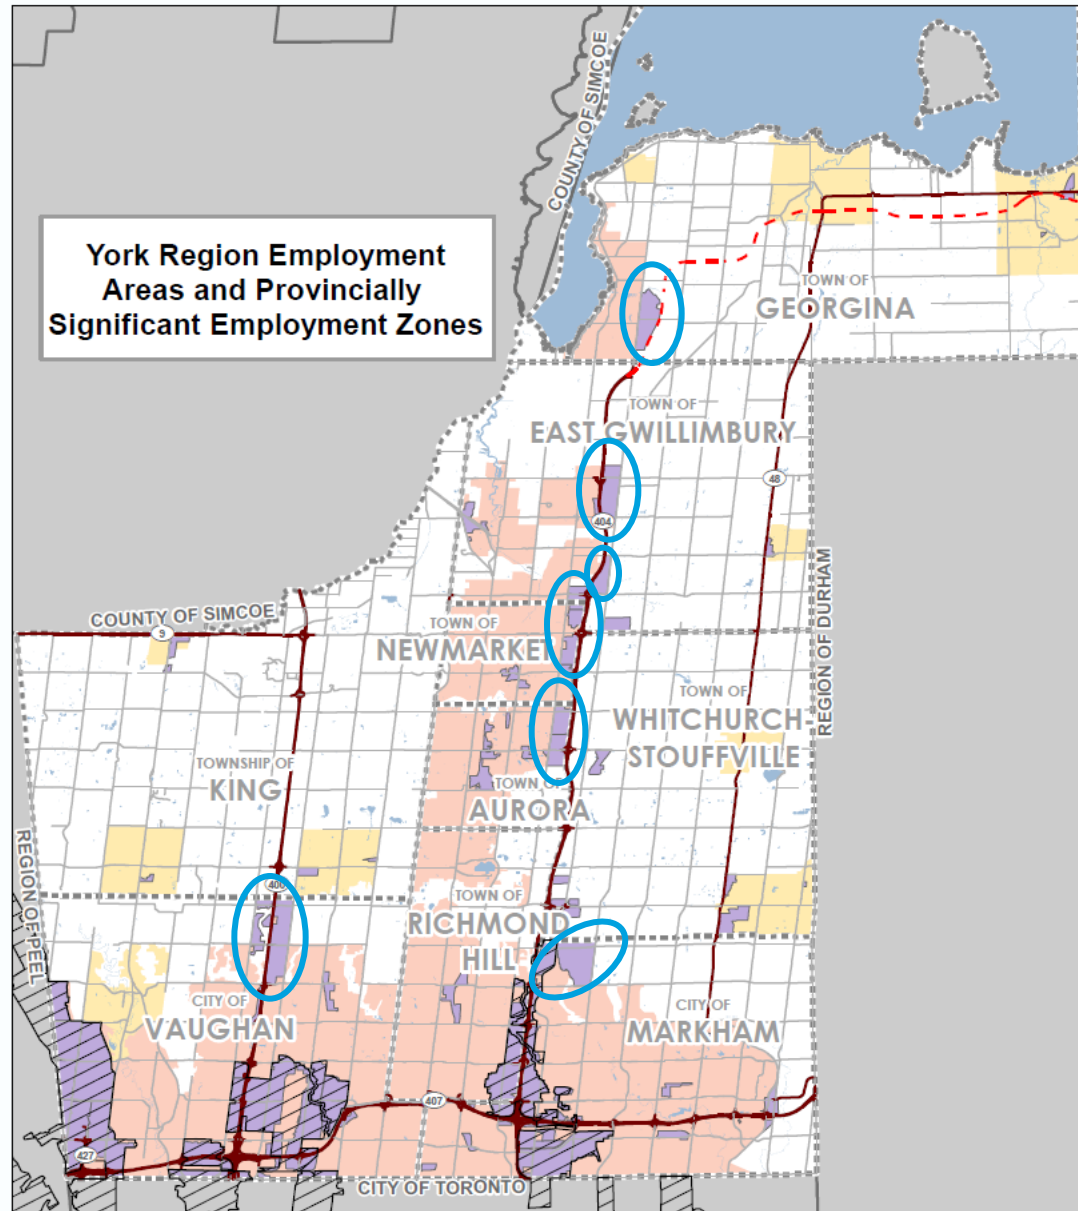 COUNTY OF SIMCOE
COUNTY OF SIMCOE
York Region Employment
Areas and Provincially
Significant Employment Zones
TOWN OF
GEORGINA
TOWN OF
EAST GWILLIMBURY
48
404
REGION OF DURHAM
COUNTY OF SIMCOE
9
TOWN OF
NEWMARKET
TOWN OF
WHITCHURCH-
STOUFFVILLE
TOWNSHIP OF
KING
TOWN OF
AURORA
REGION OF PEEL
400
TOWN OF
RICHMOND
HILL
CITY OF
VAUGHAN
CITY OF
MARKHAM
407
427
CITY OF TORONTO